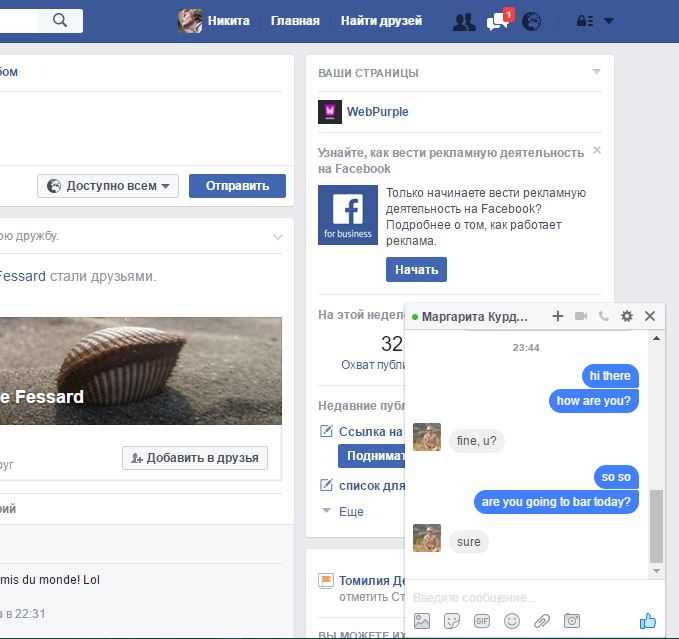 Никита
Главная
Найти друзей
1
бом
Доступно всем
Отправить
ою дружбу.
Fessard стали друзьями.
e Fessard
руг
Добавить в друзья
рий
mis du monde! Lol
а в 22:31
ВАШИ СТРАНИЦЫ
W
WebPurple
Узнайте, как вести рекламную деятельность
на Facebook
for business
Только начинаете вести рекламную
деятельность на Facebook?
Подробнее о том, как работает
реклама.
Начать
На этой недел
32
Охват публи
Недавние публ
Ссылка на
Поднимат
список для
Еще
Томилия Де
отметить Ст
ВЫ МОЖЕТЕ ИХ
Маргарита Курд...
23:44
hi there
how are you?
fine, u?
so so
are you going to bar today?
sure
Введите сообщение...
GIF